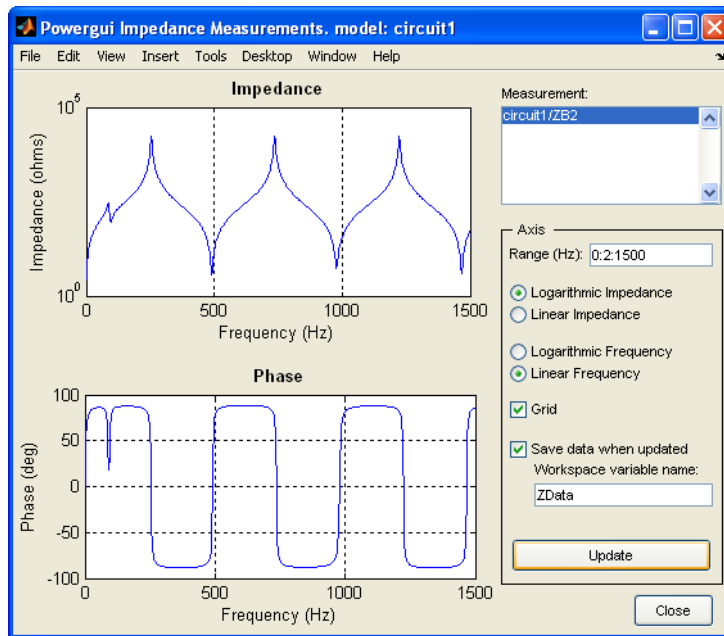 Powergui Impedance Measurements. model: circuit1
File Edit View Insert Tools Desktop Window Help
Impedance
10^5
10^0
Impedance (ohms)
0 500 1000 1500
Frequency (Hz)
Phase
100
50
0
-50
-100
Phase (deg)
0 500 1000 1500
Frequency (Hz)
Measurement:
circuit1/ZB2
Axis
Range (Hz): 0:2:1500
Logarithmic Impedance
Linear Impedance
Logarithmic Frequency
Linear Frequency
Grid
Save data when updated
Workspace variable name:
ZData
Update
Close